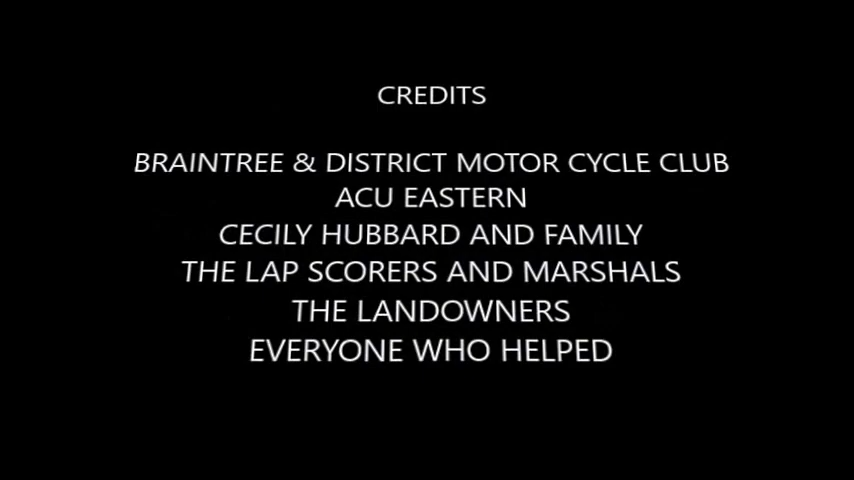 CREDITS
BRAINTREE & DISTRICT MOTOR CYCLE CLUB
ACU EASTERN
CECILY HUBBARD AND FAMILY
THE LAP SCORERS AND MARSHALS
THE LANDOWNERS
EVERYONE WHO HELPED